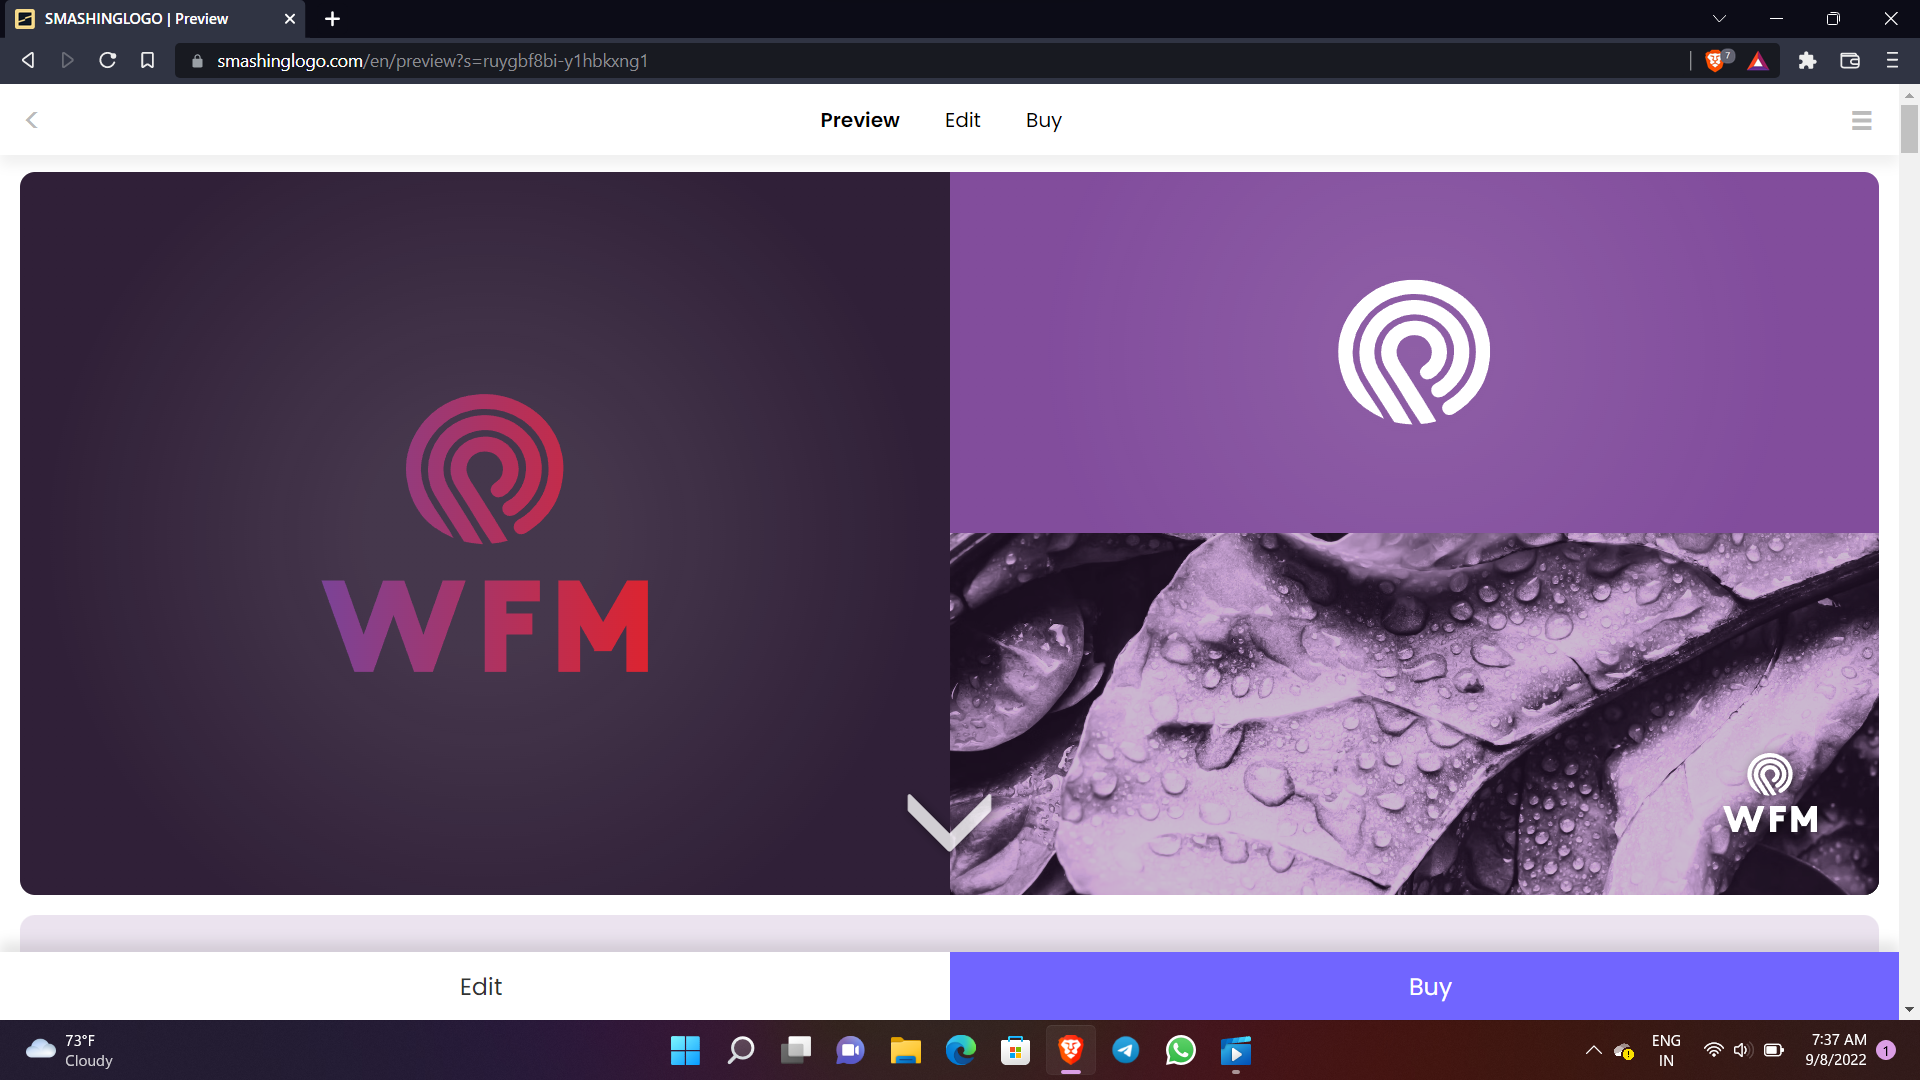 SMASHINGLOGO | Preview
smashinglogo.com/en/preview?s=ruygbf8bi-y1hbkxng1
7
Preview Edit Buy
WFM
WFM
Edit
Buy
73°F
Cloudy
ENG
IN
7:37 AM
9/8/2022
1